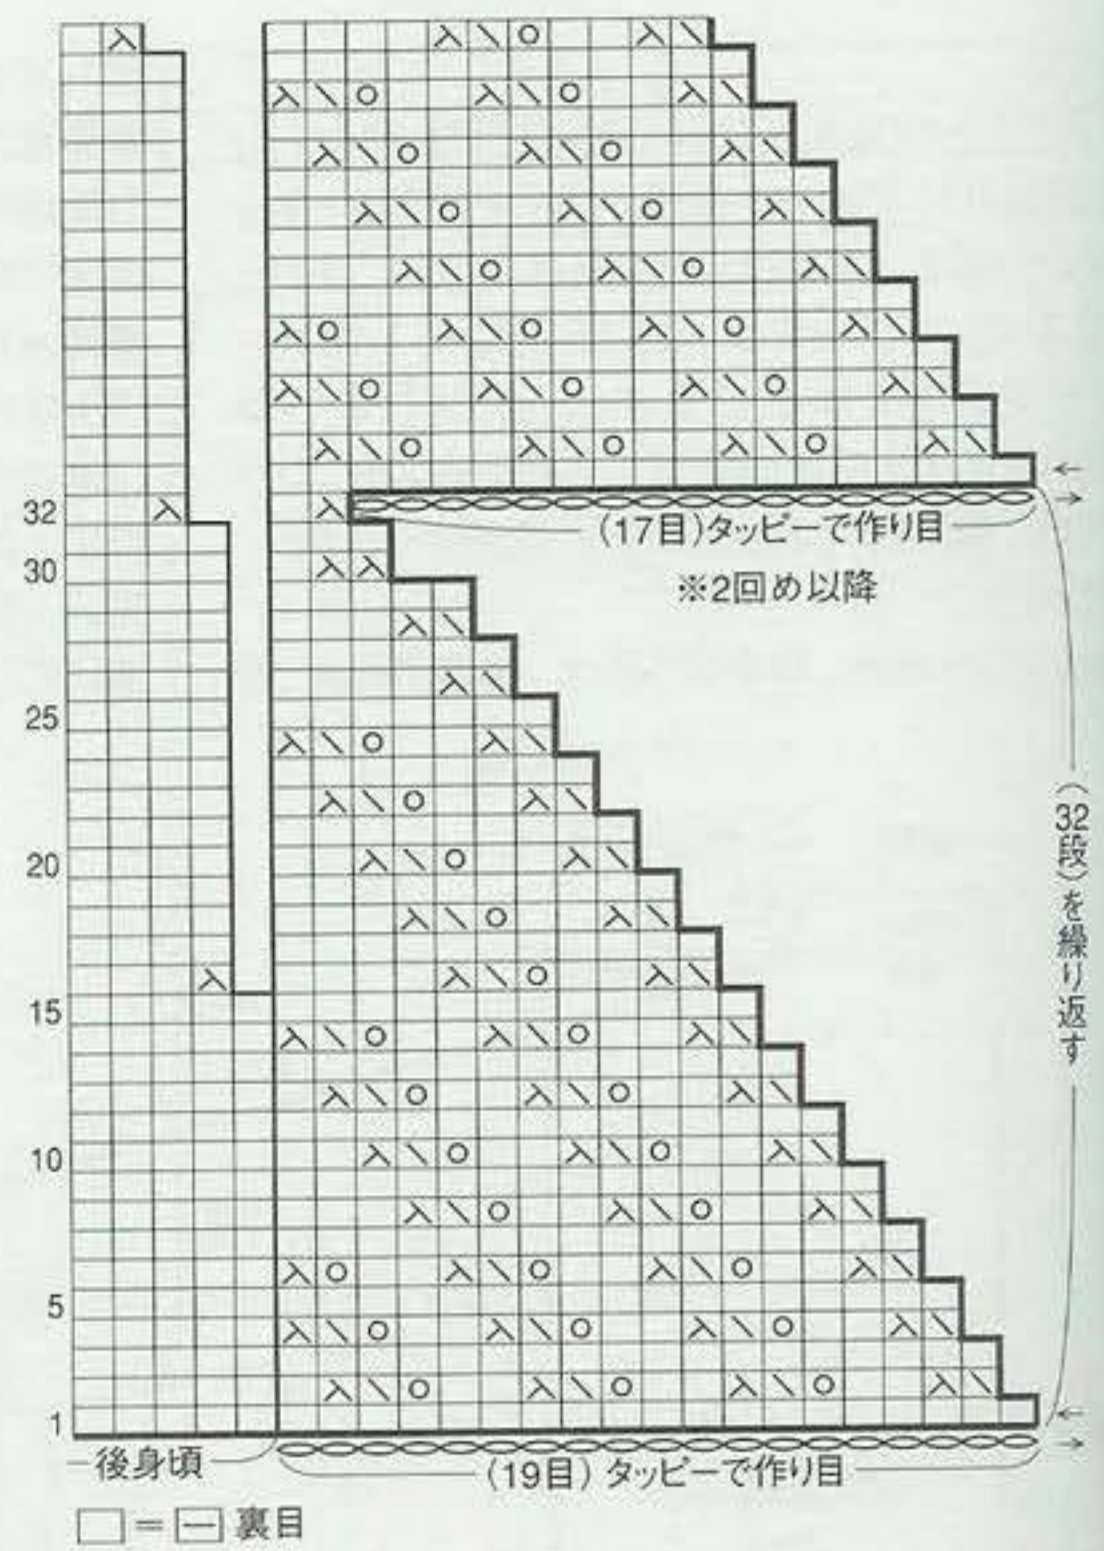 32
(17目)タッピーで作り目
30
※2回め以降
25
20
15
10
5
1
(32段)を繰り返す
後身頃
(19目)タッピーで作り目
□=⊟ 裏目